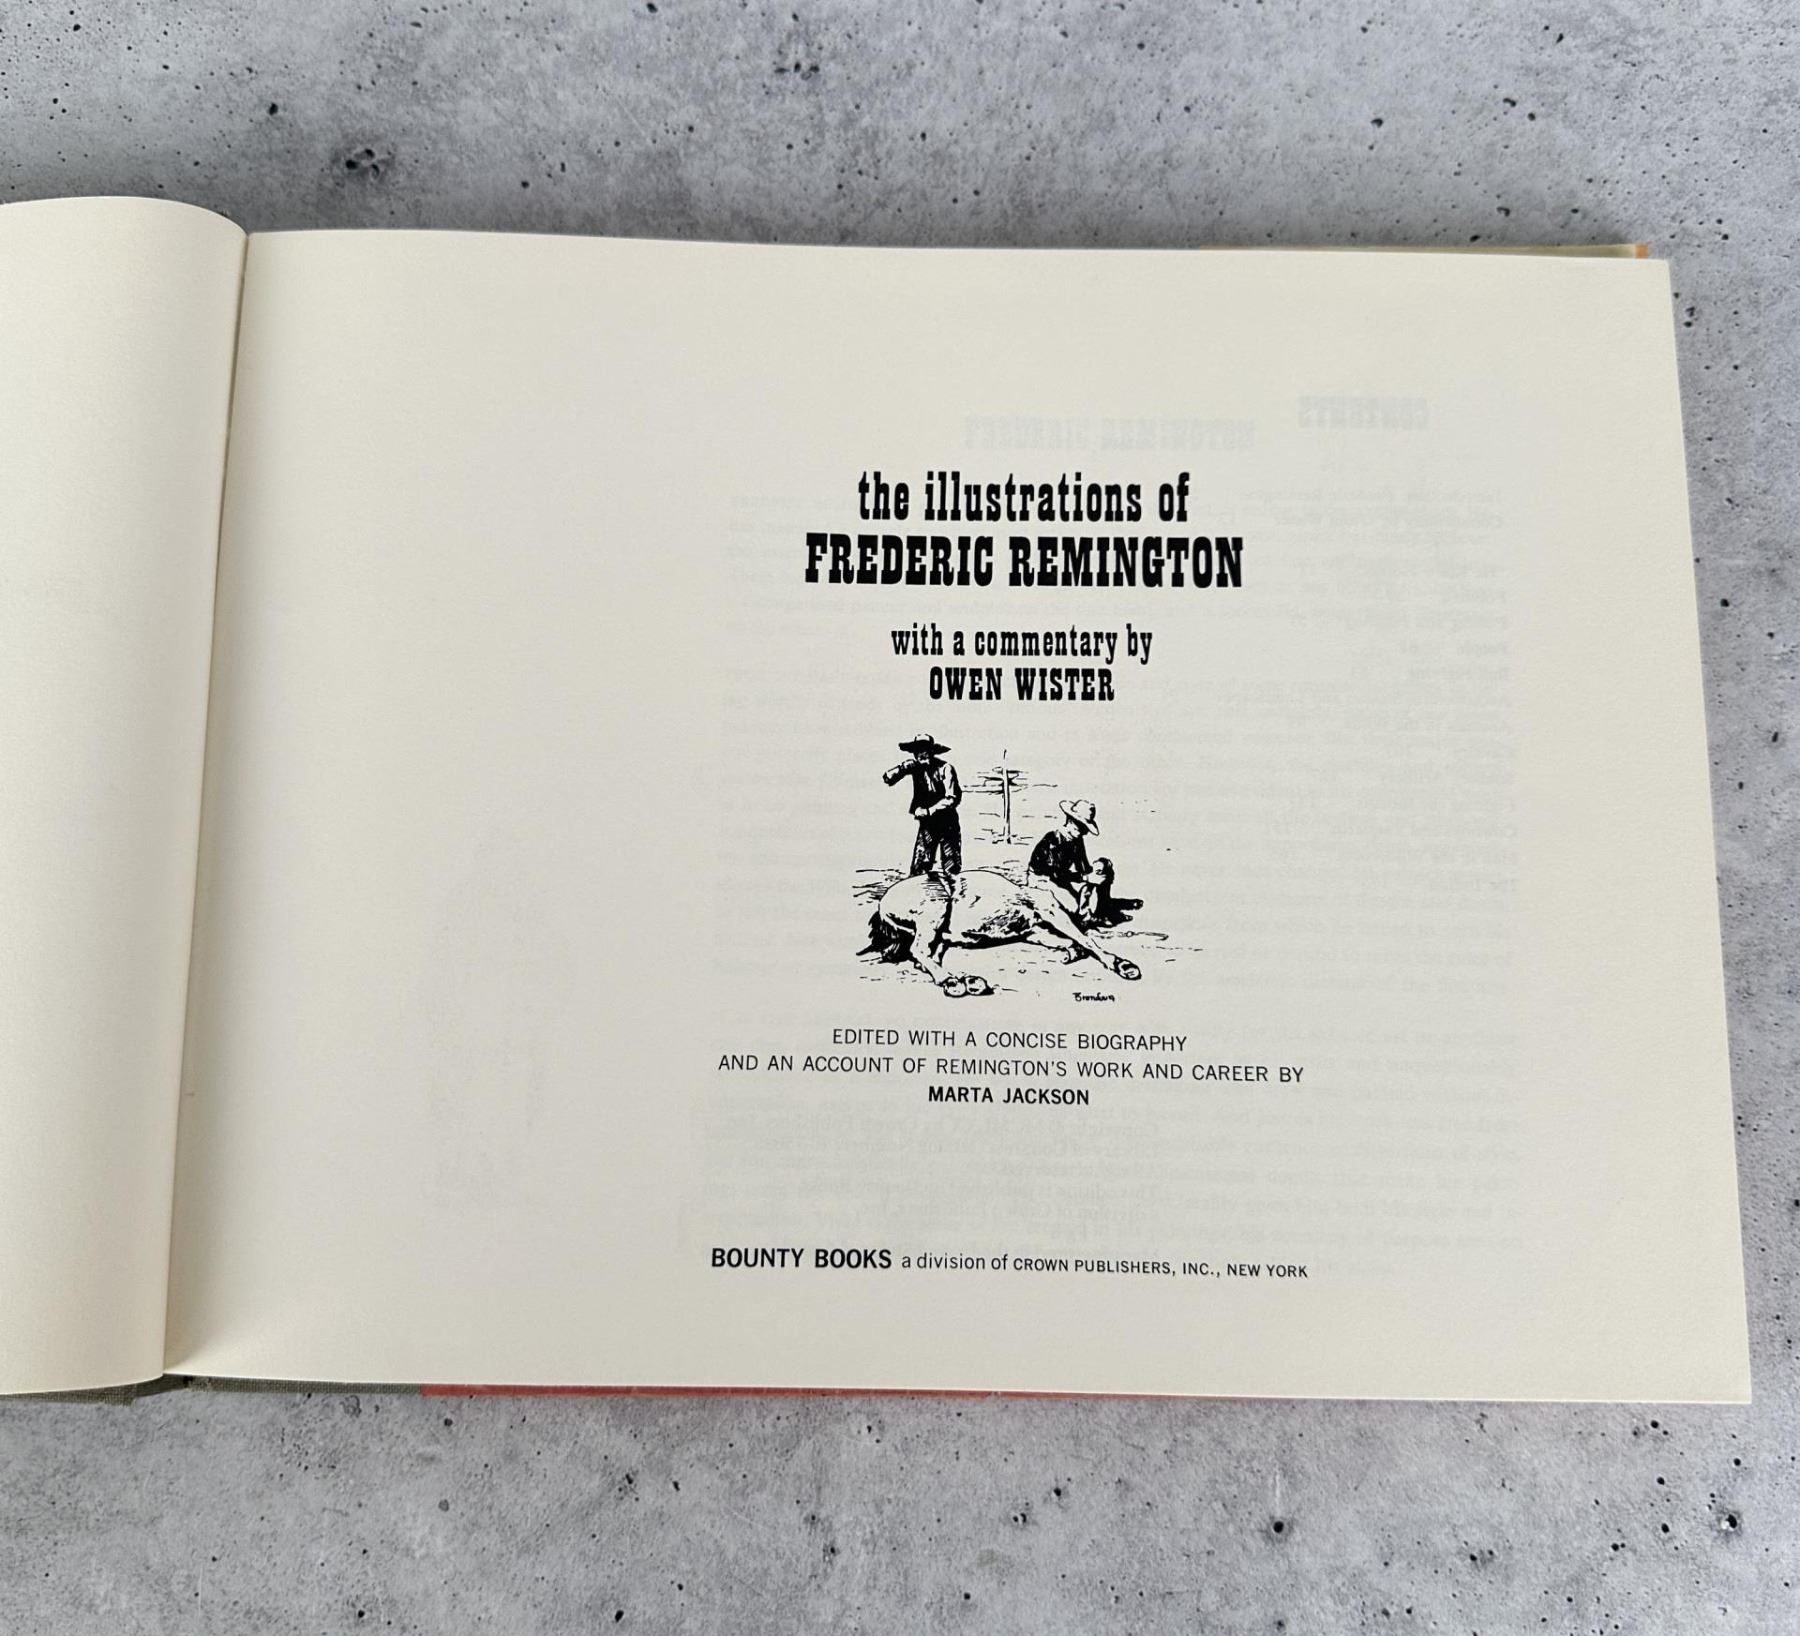 the illustrations of
FREDERIC REMINGTON
with a commentary by
OWEN WISTER
EDITED WITH A CONCISE BIOGRAPHY
AND AN ACCOUNT OF REMINGTON'S WORK AND CAREER BY
MARTA JACKSON
BOUNTY BOOKS a division of CROWN PUBLISHERS, INC., NEW YORK